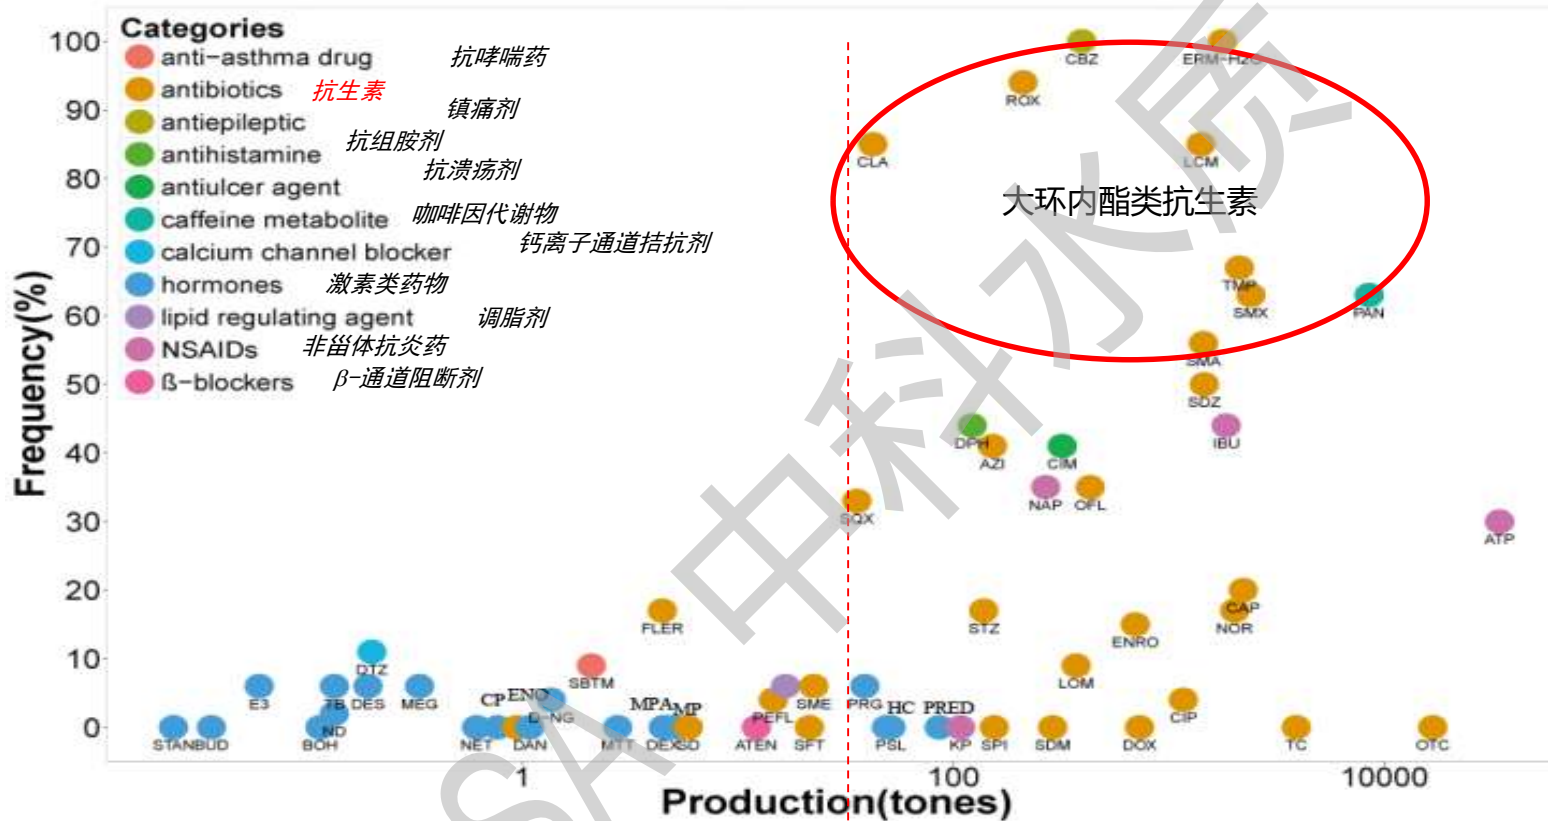 Categories
anti-asthma drug 抗哮喘药
antibiotics 抗生素
镇痛剂
antiepileptic
抗组胺剂
antihistamine
抗溃疡剂
antiulcer agent
caffeine metabolite 咖啡因代谢物
calcium channel blocker 钙离子通道拮抗剂
hormones 激素类药物
lipid regulating agent 调脂剂
NSAIDs 非甾体抗炎药
ß-blockers β-通道阻断剂
Frequency(%)
100
90
80
70
60
50
40
30
20
10
0
CBZ ERM-H2O
ROX
CLA LCM
大环内酯类抗生素
TMP
SMX PAN
SMA
SDZ
DPH IBU
AZI CIM
NAP OFL
SQX
ATP
CAP
FLER STZ NOR
ENRO
DTZ
SBTM LOM
E3 TB DES MEG CP ENO MPA MP SME PRG HC PRED
ND D-NG PEFL CIP
STAN BUD BOH NET DAN MTT DEX SD ATEN SFT PSL KP SPI SDM DOX TC OTC
1 100 10000
Production(tones)
SA 中科水质